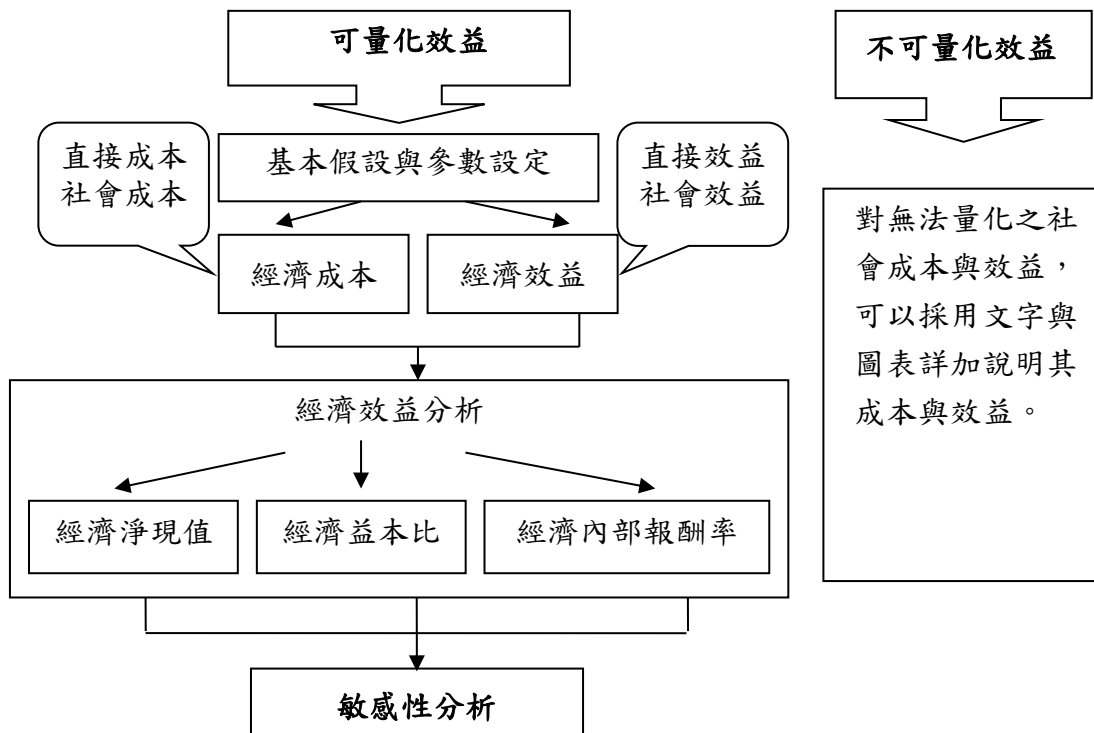 可量化效益
不可量化效益
直接成本
社會成本
基本假設與參數設定
直接效益
社會效益
經濟成本
經濟效益
對無法量化之社
會成本與效益，
可以採用文字與
圖表詳加說明其
成本與效益。
經濟效益分析
經濟淨現值
經濟益本比
經濟內部報酬率
敏感性分析